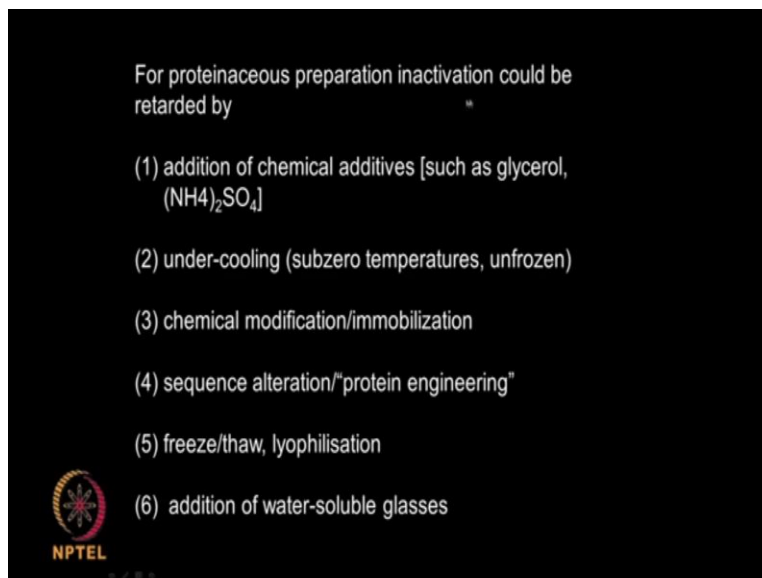 For proteinaceous preparation inactivation could be
retarded by
(1) addition of chemical additives [such as glycerol,
(NH4)₂SO₄]
(2) under-cooling (subzero temperatures, unfrozen)
(3) chemical modification/immobilization
(4) sequence alteration/“protein engineering”
(5) freeze/thaw, lyophilisation
(6) addition of water-soluble glasses
NPTEL